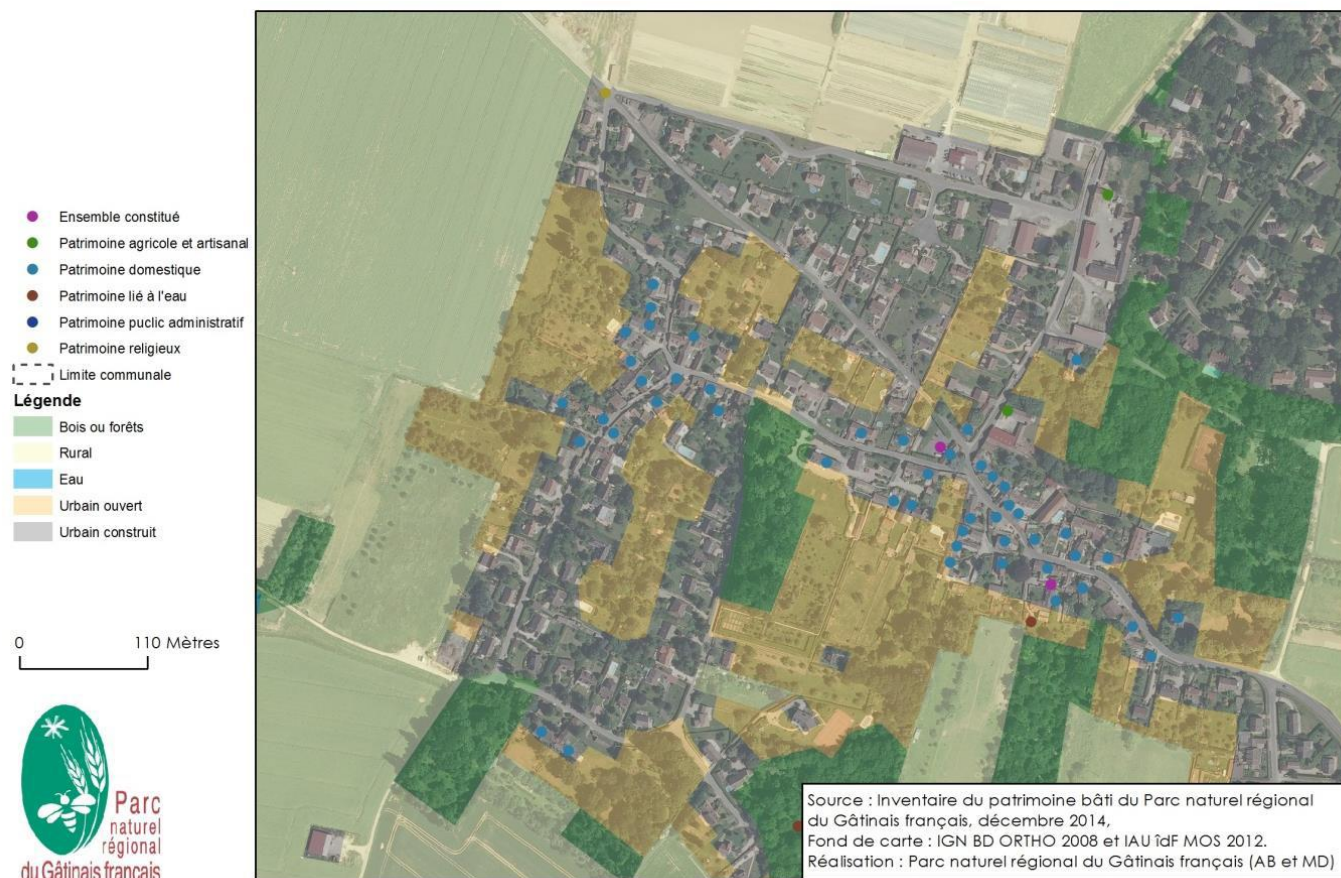 Ensemble constitué
Patrimoine agricole et artisanal
Patrimoine domestique
Patrimoine lié à l'eau
Patrimoine puclic administratif
Patrimoine religieux
Limite communale
Légende
Bois ou forêts
Rural
Eau
Urbain ouvert
Urbain construit
0 110 Mètres
Parc
naturel
régional
du Gâtinais français
Source : Inventaire du patrimoine bâti du Parc naturel régional
du Gâtinais français, décembre 2014,
Fond de carte : IGN BD ORTHO 2008 et IAU îdF MOS 2012.
Réalisation : Parc naturel régional du Gâtinais français (AB et MD)